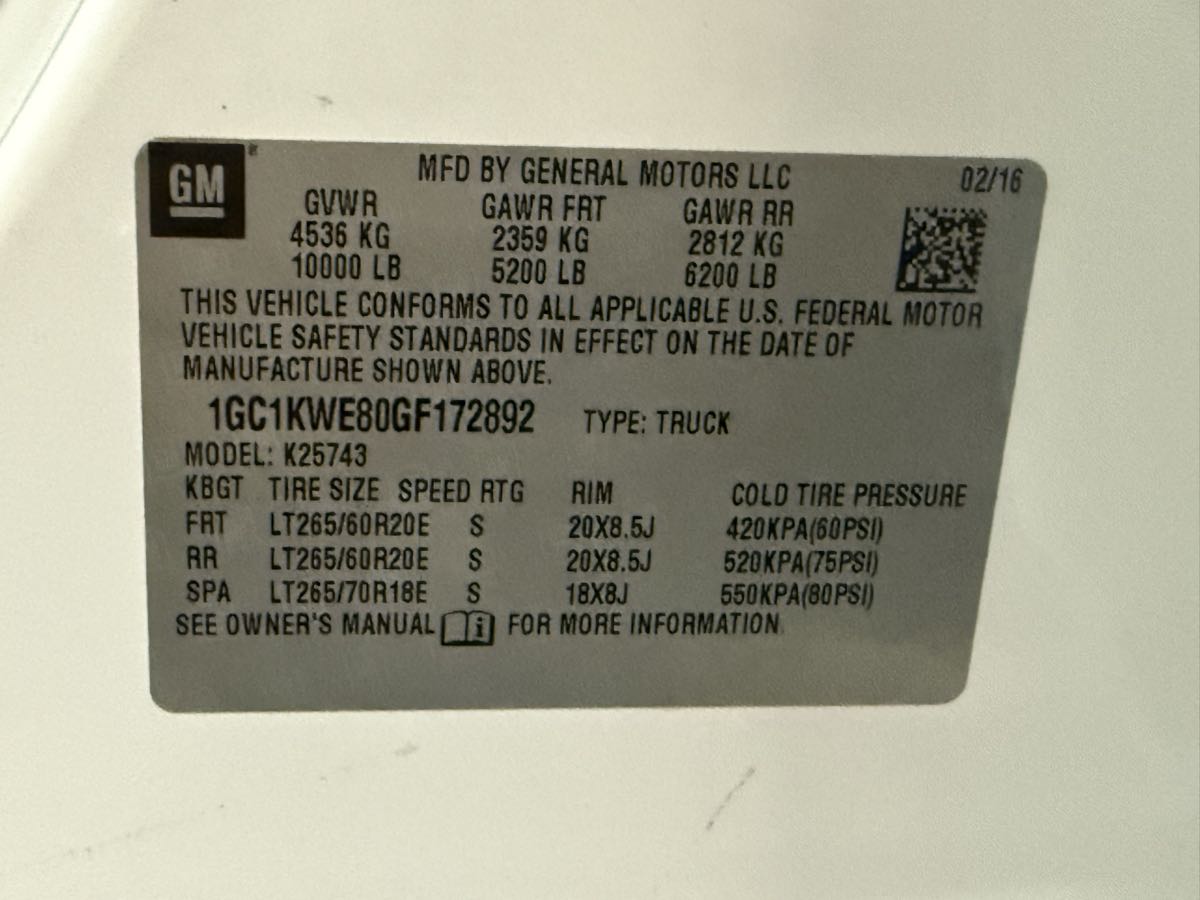 GM
MFD BY GENERAL MOTORS LLC 02/16
GVWR GAWR FRT GAWR RR
4536 KG 2359 KG 2812 KG
10000 LB 5200 LB 6200 LB
THIS VEHICLE CONFORMS TO ALL APPLICABLE U.S. FEDERAL MOTOR
VEHICLE SAFETY STANDARDS IN EFFECT ON THE DATE OF
MANUFACTURE SHOWN ABOVE.
1GC1KWE80GF172892 TYPE: TRUCK
MODEL: K25743
KBGT TIRE SIZE SPEED RTG RIM COLD TIRE PRESSURE
FRT LT265/60R20E S 20X8.5J 420KPA(60PSI)
RR LT265/60R20E S 20X8.5J 520KPA(75PSI)
SPA LT265/70R18E S 18X8J 550KPA(80PSI)
SEE OWNER'S MANUAL i FOR MORE INFORMATION.